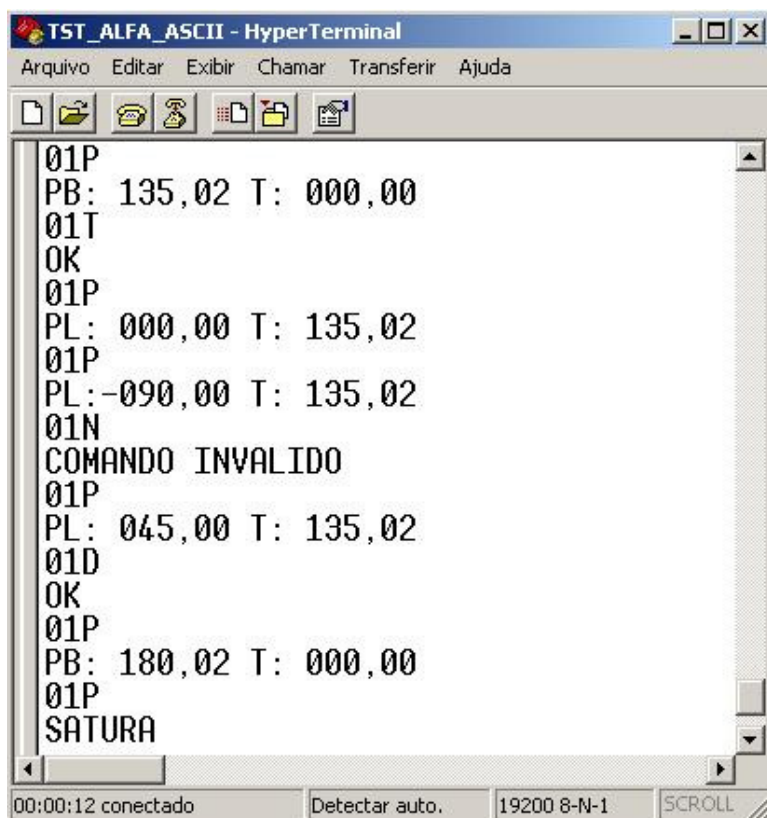 TST_ALFA_ASCII - HyperTerminal
Arquivo Editar Exibir Chamar Transferir Ajuda
01P
PB: 135,02 T: 000,00
01T
OK
01P
PL: 000,00 T: 135,02
01P
PL:-090,00 T: 135,02
01N
COMANDO INVALIDO
01P
PL: 045,00 T: 135,02
01D
OK
01P
PB: 180,02 T: 000,00
01P
SATURA
00:00:12 conectado Detectar auto. 19200 8-N-1 SCROLL